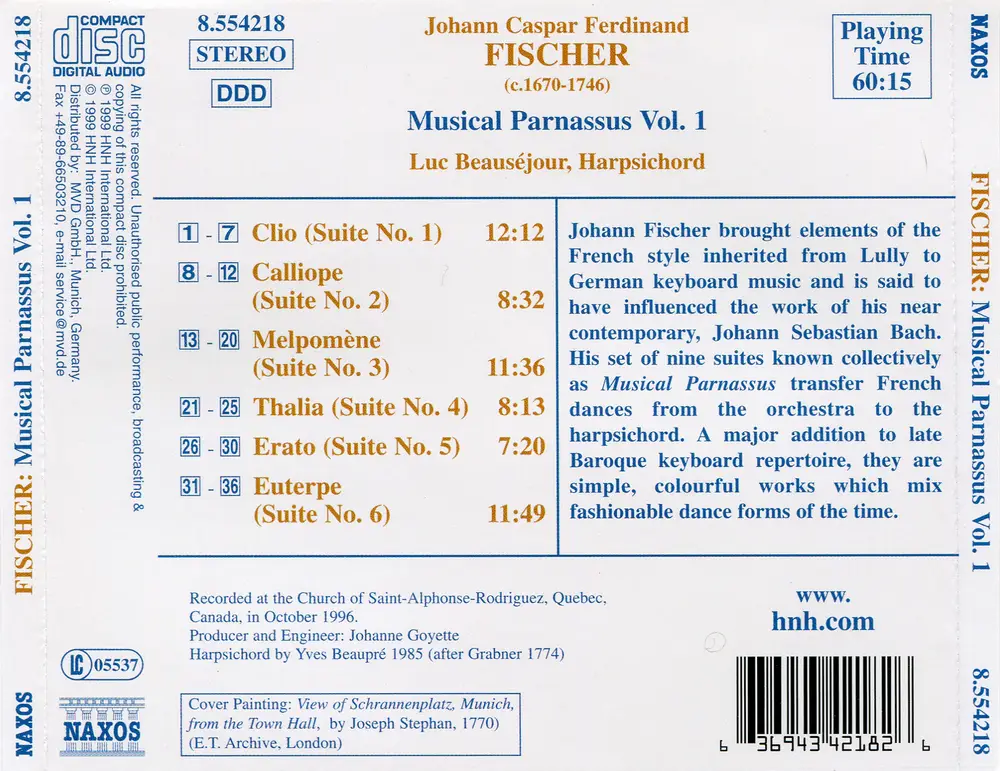 8.554218
NAXOS
FISCHER: Musical Parnassus Vol. 1
COMPACT
disc
DIGITAL AUDIO
All rights reserved. Unauthorised public performance, broadcasting &
copying of this compact disc prohibited.
℗ 1999 HNH International Ltd.
© 1999 HNH International Ltd.
Distributed by: MVD GmbH., Munich, Germany.
Fax +49-89-66503210, e-mail service@mvd.de
8.554218
STEREO
DDD
Johann Caspar Ferdinand
FISCHER
(c.1670-1746)
Musical Parnassus Vol. 1
Luc Beauséjour, Harpsichord
Playing
Time
60:15
1 - 7 Clio (Suite No. 1) 12:12
8 - 12 Calliope
(Suite No. 2) 8:32
13 - 20 Melpomène
(Suite No. 3) 11:36
21 - 25 Thalia (Suite No. 4) 8:13
26 - 30 Erato (Suite No. 5) 7:20
31 - 36 Euterpe
(Suite No. 6) 11:49
Johann Fischer brought elements of the
French style inherited from Lully to
German keyboard music and is said to
have influenced the work of his near
contemporary, Johann Sebastian Bach.
His set of nine suites known collectively
as Musical Parnassus transfer French
dances from the orchestra to the
harpsichord. A major addition to late
Baroque keyboard repertoire, they are
simple, colourful works which mix
fashionable dance forms of the time.
Recorded at the Church of Saint-Alphonse-Rodriguez, Quebec,
Canada, in October 1996.
Producer and Engineer: Johanne Goyette
Harpsichord by Yves Beaupré 1985 (after Grabner 1774)
LC 05537
NAXOS
Cover Painting: View of Schrannenplatz, Munich,
from the Town Hall, by Joseph Stephan, 1770)
(E.T. Archive, London)
www.
hnh.com
6 36943 42182 6
NAXOS
FISCHER: Musical Parnassus Vol. 1
8.554218